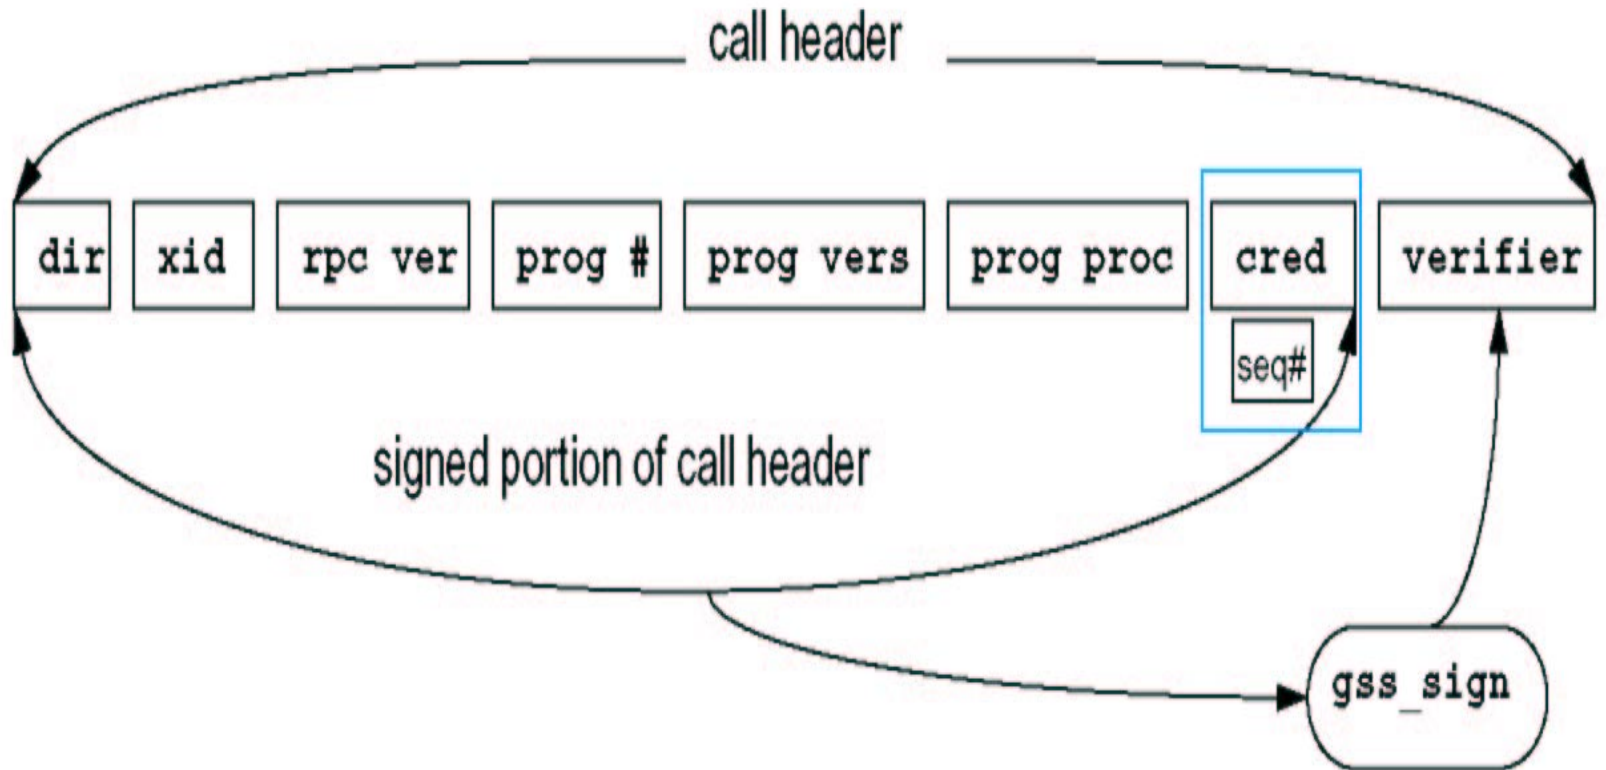 call header
dir xid rpc ver prog # prog vers prog proc cred verifier
seq#
signed portion of call header
gss_sign